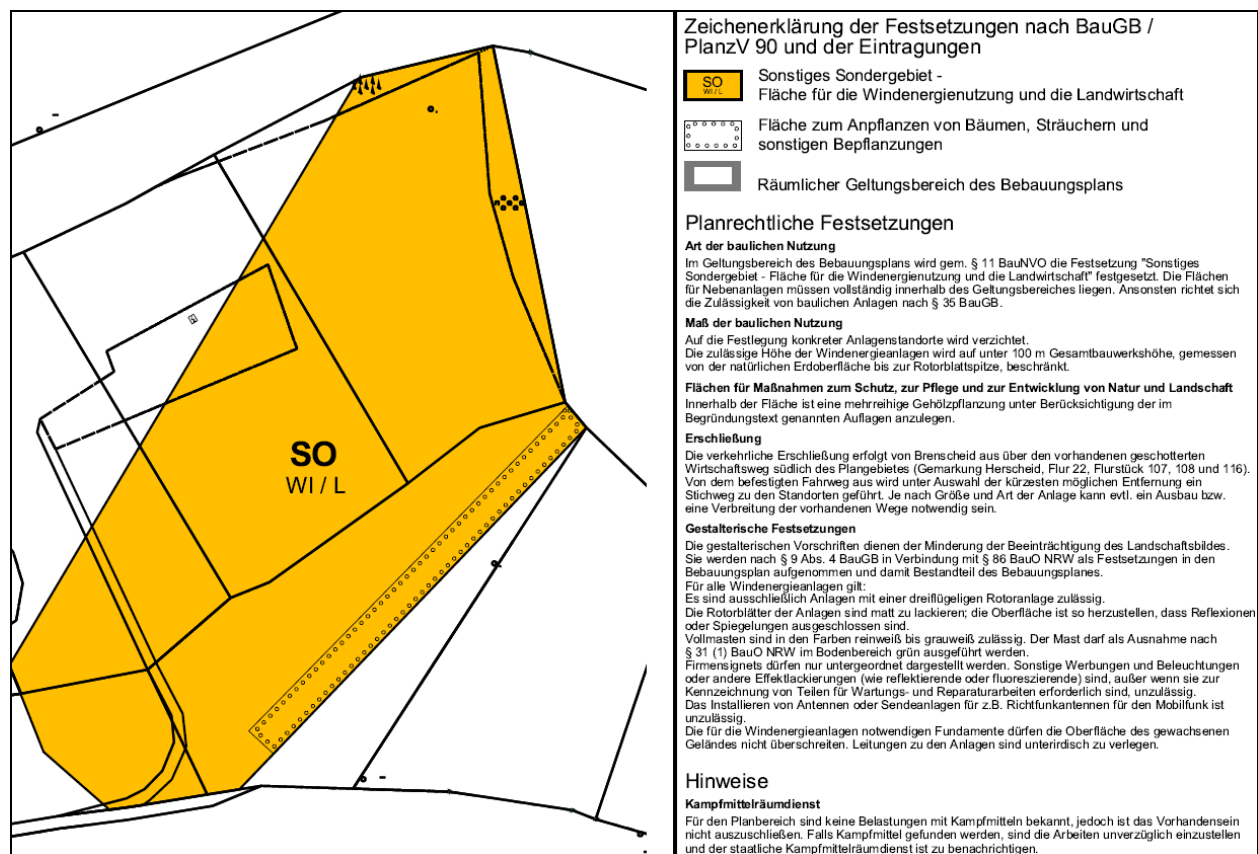 SO
WI / L
Zeichenerklärung der Festsetzungen nach BauGB /
PlanzV 90 und der Eintragungen
SO
WI / L
Sonstiges Sondergebiet -
Fläche für die Windenergienutzung und die Landwirtschaft
Fläche zum Anpflanzen von Bäumen, Sträuchern und
sonstigen Bepflanzungen
Räumlicher Geltungsbereich des Bebauungsplans
Planrechtliche Festsetzungen
Art der baulichen Nutzung
Im Geltungsbereich des Bebauungsplans wird gem. § 11 BauNVO die Festsetzung "Sonstiges
Sondergebiet - Fläche für die Windenergienutzung und die Landwirtschaft" festgesetzt. Die Flächen
für Nebenanlagen müssen vollständig innerhalb des Geltungsbereiches liegen. Ansonsten richtet sich
die Zulässigkeit von baulichen Anlagen nach § 35 BauGB.
Maß der baulichen Nutzung
Auf die Festlegung konkreter Anlagenstandorte wird verzichtet.
Die zulässige Höhe der Windenergieanlagen wird auf unter 100 m Gesamtbauwerkshöhe, gemessen
von der natürlichen Erdoberfläche bis zur Rotorblattspitze, beschränkt.
Flächen für Maßnahmen zum Schutz, zur Pflege und zur Entwicklung von Natur und Landschaft
Innerhalb der Fläche ist eine mehrreihige Gehölzpflanzung unter Berücksichtigung der im
Begründungstext genannten Auflagen anzulegen.
Erschließung
Die verkehrliche Erschließung erfolgt von Brenscheid aus über den vorhandenen geschotterten
Wirtschaftsweg südlich des Plangebietes (Gemarkung Herscheid, Flur 22, Flurstück 107, 108 und 116).
Von dem befestigten Fahrweg aus wird unter Auswahl der kürzesten möglichen Entfernung ein
Stichweg zu den Standorten geführt. Je nach Größe und Art der Anlage kann evtl. ein Ausbau bzw.
eine Verbreitung der vorhandenen Wege notwendig sein.
Gestalterische Festsetzungen
Die gestalterischen Vorschriften dienen der Minderung der Beeinträchtigung des Landschaftsbildes.
Sie werden nach § 9 Abs. 4 BauGB in Verbindung mit § 86 BauO NRW als Festsetzungen in den
Bebauungsplan aufgenommen und damit Bestandteil des Bebauungsplanes.
Für alle Windenergieanlagen gilt:
Es sind ausschließlich Anlagen mit einer dreiflügeligen Rotoranlage zulässig.
Die Rotorblätter der Anlagen sind matt zu lackieren; die Oberfläche ist so herzustellen, dass Reflexionen
oder Spiegelungen ausgeschlossen sind.
Vollmasten sind in den Farben reinweiß bis grauweiß zulässig. Der Mast darf als Ausnahme nach
§ 31 (1) BauO NRW im Bodenbereich grün ausgeführt werden.
Firmensignets dürfen nur untergeordnet dargestellt werden. Sonstige Werbungen und Beleuchtungen
oder andere Effektlackierungen (wie reflektierende oder fluoreszierende) sind, außer wenn sie zur
Kennzeichnung von Teilen für Wartungs- und Reparaturarbeiten erforderlich sind, unzulässig.
Das Installieren von Antennen oder Sendeanlagen für z.B. Richtfunkantennen für den Mobilfunk ist
unzulässig.
Die für die Windenergieanlagen notwendigen Fundamente dürfen die Oberfläche des gewachsenen
Geländes nicht überschreiten. Leitungen zu den Anlagen sind unterirdisch zu verlegen.
Hinweise
Kampfmittelräumdienst
Für den Planbereich sind keine Belastungen mit Kampfmitteln bekannt, jedoch ist das Vorhandensein
nicht auszuschließen. Falls Kampfmittel gefunden werden, sind die Arbeiten unverzüglich einzustellen
und der staatliche Kampfmittelräumdienst ist zu benachrichtigen.